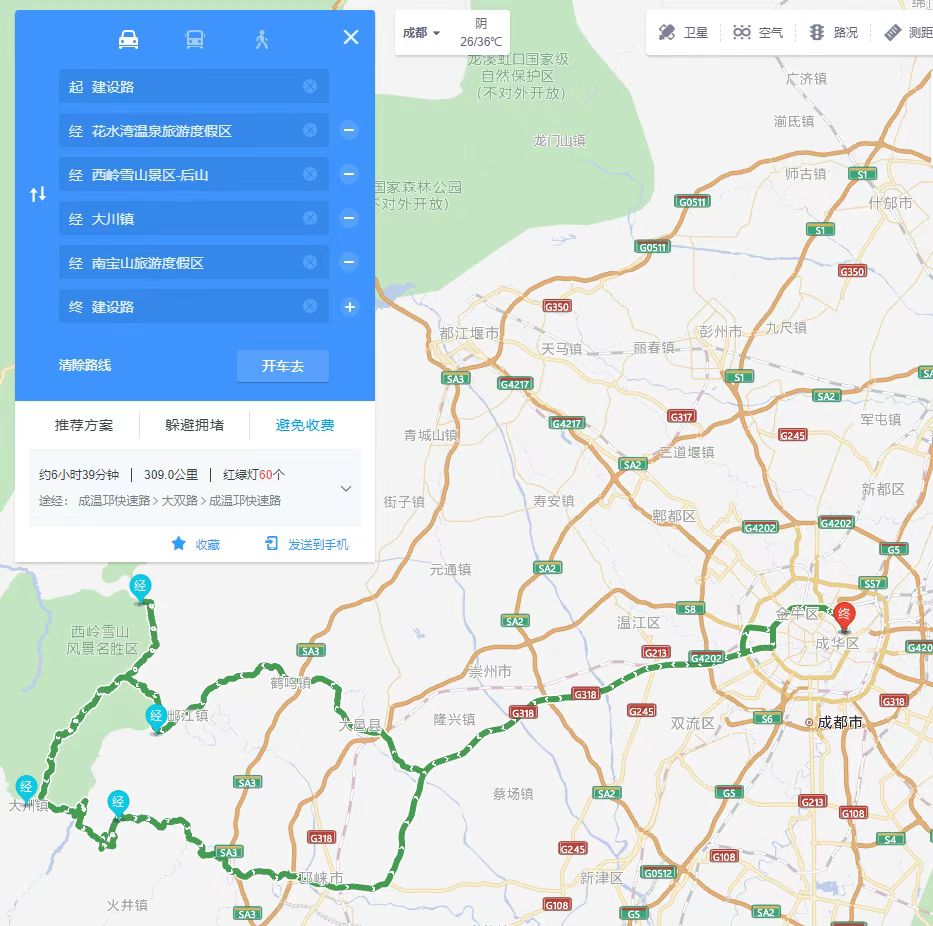 起 建设路
经 花水湾温泉旅游度假区
经 西岭雪山景区-后山
经 大川镇
经 南宝山旅游度假区
终 建设路
清除路线
开车去
推荐方案
躲避拥堵
避免收费
约6小时39分钟 | 309.0公里 | 红绿灯60个
途经： 成温邛快速路>大双路>成温邛快速路
收藏
发送到手机
成都
阴
26/36℃
卫星
空气
路况
测距
龙溪虹口国家级
自然保护区
(不对外开放)
龙门山镇
国家森林公园
不对外开放)
广济镇
湔氐镇
师古镇
S1
什邡市
G0511
S1
G0511
G350
G350
都江堰市
天马镇
丽春镇
彭州市
九尺镇
SA3
G4217
S1
SA2
G4217
G317
G245
军屯镇
青城山镇
三道堰镇
SA2
街子镇
寿安镇
郫都区
新都区
G4202
G4202
G5
元通镇
SA2
S57
经
西岭雪山
风景名胜区
SA2
温江区
S8
金牛区
终
成华区
SA3
G213
G4202
崇州市
鹤鸣镇
G318
G318
G318
G245
经
邮江镇
大邑县
隆兴镇
双流区
S6
成都市
经
大川镇
经
SA3
蔡场镇
SA2
G5
G213
G108
G318
SA3
G245
G108
S4
邛崃市
新津区
G0512
火井镇
SA3
G108
G5
SA2